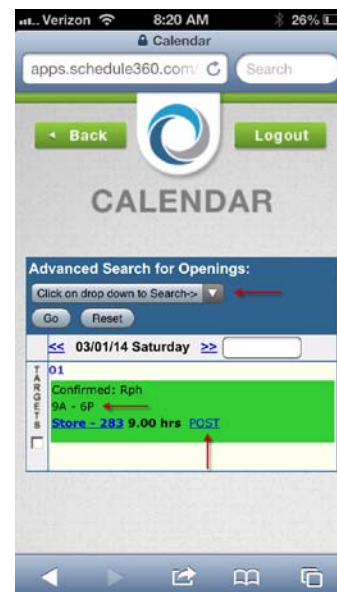 Verizon 8:20 AM 26%
Calendar
apps.schedule360.com/ Search
Back Logout
CALENDAR
Advanced Search for Openings:
Click on drop down to Search->
Go Reset
<< 03/01/14 Saturday >>
TARGETS
01
Confirmed: Rph
9A - 6P
Store - 283 9.00 hrs POST